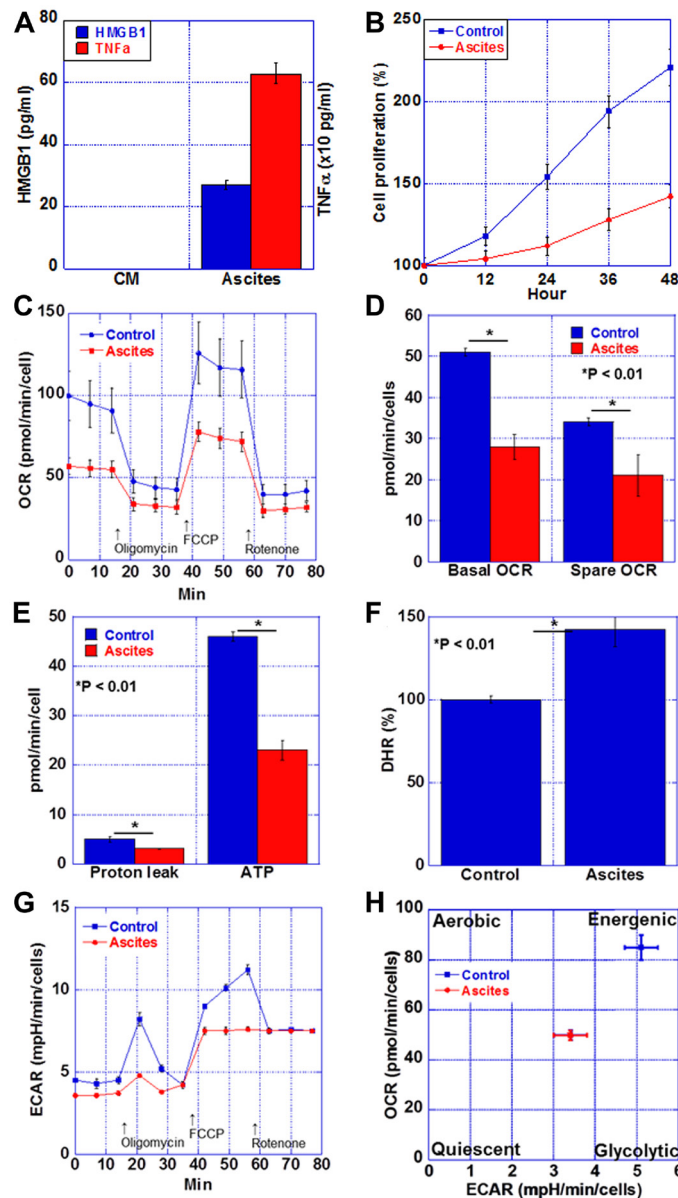 A
HMGB1
TNFa
80
60
40
20
0
HMGB1 (pg/ml)
TNFα (x10 pg/ml)
CM
Ascites
B
Control
Ascites
250
200
150
100
Cell proliferation (%)
0
12
24
36
48
Hour
C
Control
Ascites
150
100
50
0
OCR (pmol/min/cell)
Oligomycin
FCCP
Rotenone
0 10 20 30 40 50 60 70 80
Min
D
Control
Ascites
*P < 0.01
*
*
60
50
40
30
20
10
0
pmol/min/cells
Basal OCR
Spare OCR
E
Control
Ascites
*P < 0.01
*
*
50
40
30
20
10
0
pmol/min/cell
Proton leak
ATP
F
*P < 0.01
*
150
100
50
0
DHR (%)
Control
Ascites
G
Control
Ascites
15
10
5
0
ECAR (mpH/min/cells)
Oligomycin
FCCP
Rotenone
0 10 20 30 40 50 60 70 80
Min
H
Aerobic
Energenic
Control
Ascites
Quiescent
Glycolytic
100
80
60
40
20
0
OCR (pmol/min/cells)
0 1 2 3 4 5 6
ECAR (mpH/min/cells)